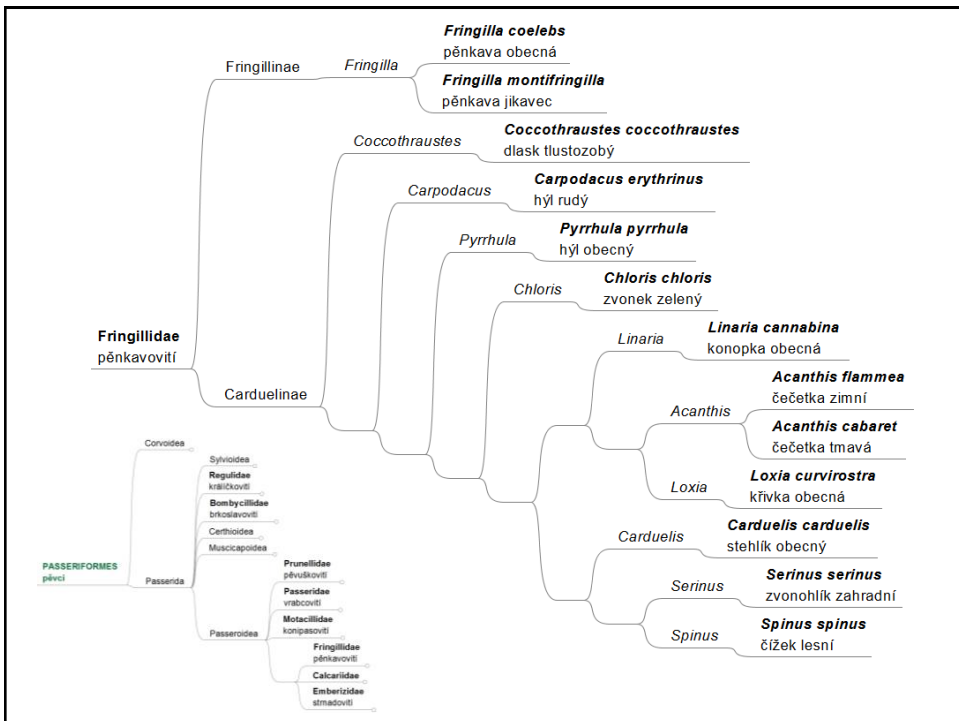 Fringilla coelebs
pěnkava obecná
Fringillinae
Fringilla
Fringilla montifringilla
pěnkava jikavec
Coccothraustes
Coccothraustes coccothraustes
dlask tlustozobý
Carpodacus
Carpodacus erythrinus
hýl rudý
Pyrrhula
Pyrrhula pyrrhula
hýl obecný
Chloris
Chloris chloris
zvonek zelený
Fringillidae
pěnkavovití
Carduelinae
Linaria
Linaria cannabina
konopka obecná
Acanthis
Acanthis flammea
čečetka zimní
Acanthis cabaret
čečetka tmavá
Loxia
Loxia curvirostra
křivka obecná
Carduelis
Carduelis carduelis
stehlík obecný
Serinus
Serinus serinus
zvonohlík zahradní
Spinus
Spinus spinus
čížek lesní
PASSERIFORMES
pěvci
Corvoidea
Passerida
Sylvioidea
Regulidae
králíčkovití
Bombycillidae
brkoslavovití
Certhioidea
Muscicapoidea
Passeroidea
Prunellidae
pěvuškovití
Passeridae
vrabcovití
Motacillidae
konipasovití
Fringillidae
pěnkavovití
Calcariidae
Emberizidae
strnadovití